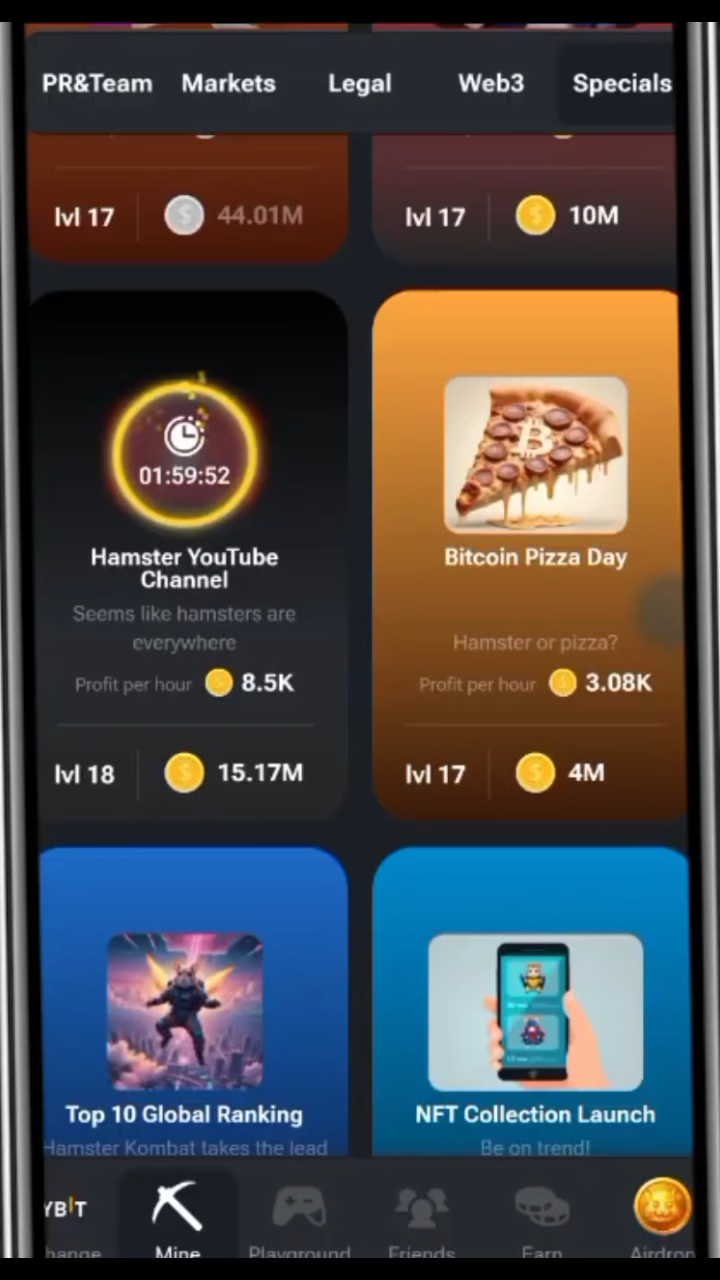 PR&Team Markets Legal Web3 Specials
lvl 17 44.01M
lvl 17 10M
01:59:52
Hamster YouTube
Channel
Seems like hamsters are
everywhere
Profit per hour 8.5K
lvl 18 15.17M
Bitcoin Pizza Day
Hamster or pizza?
Profit per hour 3.08K
lvl 17 4M
Top 10 Global Ranking
Hamster Kombat takes the lead
NFT Collection Launch
Be on trend!
YBIT
hange Mine Playground Friends Earn Airdrop